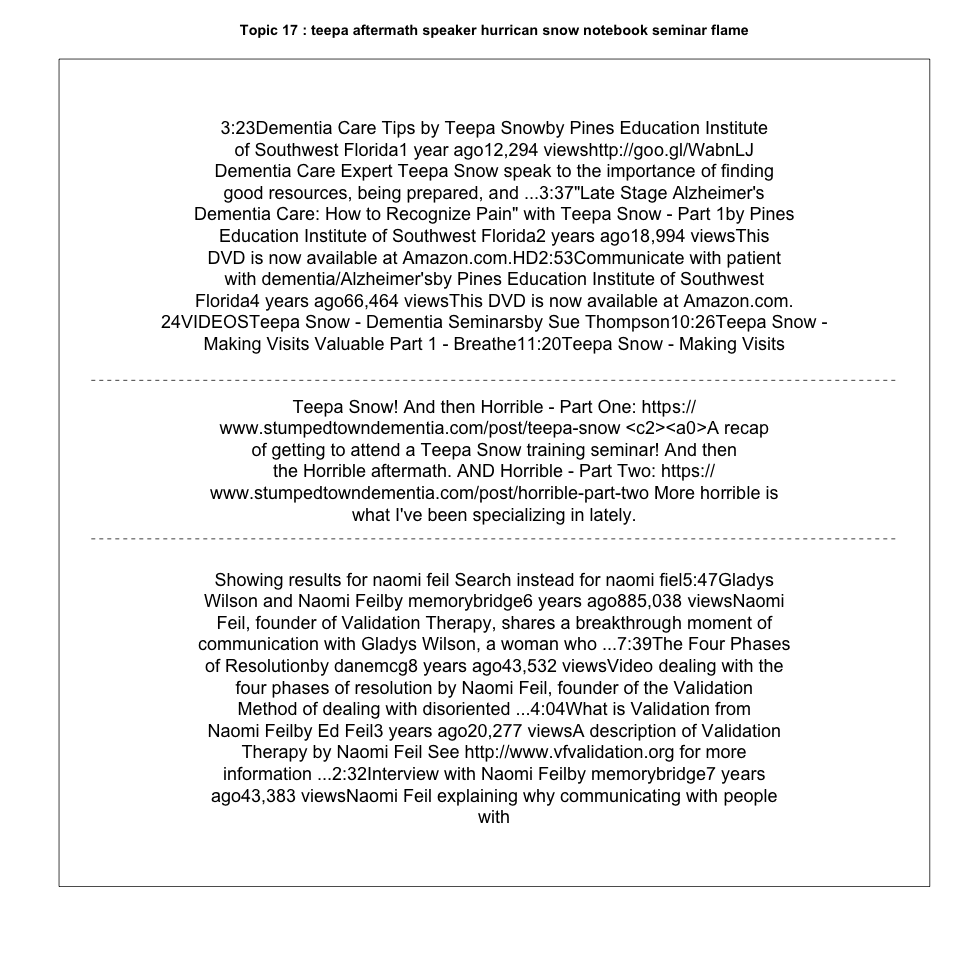 Topic 17 : teepa aftermath speaker hurrican snow notebook seminar flame
3:23Dementia Care Tips by Teepa Snowby Pines Education Institute
of Southwest Florida1 year ago12,294 viewshttp://goo.gl/WabnLJ
Dementia Care Expert Teepa Snow speak to the importance of finding
good resources, being prepared, and ...3:37"Late Stage Alzheimer's
Dementia Care: How to Recognize Pain" with Teepa Snow - Part 1by Pines
Education Institute of Southwest Florida2 years ago18,994 viewsThis
DVD is now available at Amazon.com.HD2:53Communicate with patient
with dementia/Alzheimer'sby Pines Education Institute of Southwest
Florida4 years ago66,464 viewsThis DVD is now available at Amazon.com.
24VIDEOSTeepa Snow - Dementia Seminarsby Sue Thompson10:26Teepa Snow -
Making Visits Valuable Part 1 - Breathe11:20Teepa Snow - Making Visits
Teepa Snow! And then Horrible - Part One: https://
www.stumpedtowndementia.com/post/teepa-snow <c2><a0>A recap
of getting to attend a Teepa Snow training seminar! And then
the Horrible aftermath. AND Horrible - Part Two: https://
www.stumpedtowndementia.com/post/horrible-part-two More horrible is
what I've been specializing in lately.
Showing results for naomi feil Search instead for naomi fiel5:47Gladys
Wilson and Naomi Feilby memorybridge6 years ago885,038 viewsNaomi
Feil, founder of Validation Therapy, shares a breakthrough moment of
communication with Gladys Wilson, a woman who ...7:39The Four Phases
of Resolutionby danemcg8 years ago43,532 viewsVideo dealing with the
four phases of resolution by Naomi Feil, founder of the Validation
Method of dealing with disoriented ...4:04What is Validation from
Naomi Feilby Ed Feil3 years ago20,277 viewsA description of Validation
Therapy by Naomi Feil See http://www.vfvalidation.org for more
information ...2:32Interview with Naomi Feilby memorybridge7 years
ago43,383 viewsNaomi Feil explaining why communicating with people
with